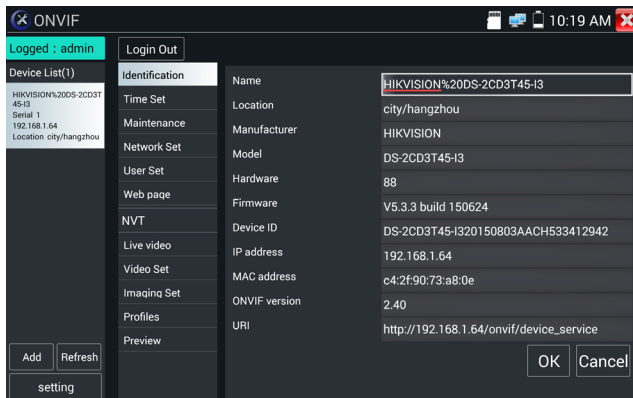 ONVIF
10:19 AM
Logged : admin
Login Out
Device List(1)
HIKVISION%20DS-2CD3T
45-I3
Serial 1
192.168.1.64
Location city/hangzhou
Add
Refresh
setting
Identification
Time Set
Maintenance
Network Set
User Set
Web page
NVT
Live video
Video Set
Imaging Set
Profiles
Preview
Name HIKVISION%20DS-2CD3T45-I3
Location city/hangzhou
Manufacturer HIKVISION
Model DS-2CD3T45-I3
Hardware 88
Firmware V5.3.3 build 150624
Device ID DS-2CD3T45-I320150803AACH533412942
IP address 192.168.1.64
MAC address c4:2f:90:73:a8:0e
ONVIF version 2.40
URI http://192.168.1.64/onvif/device_service
OK
Cancel